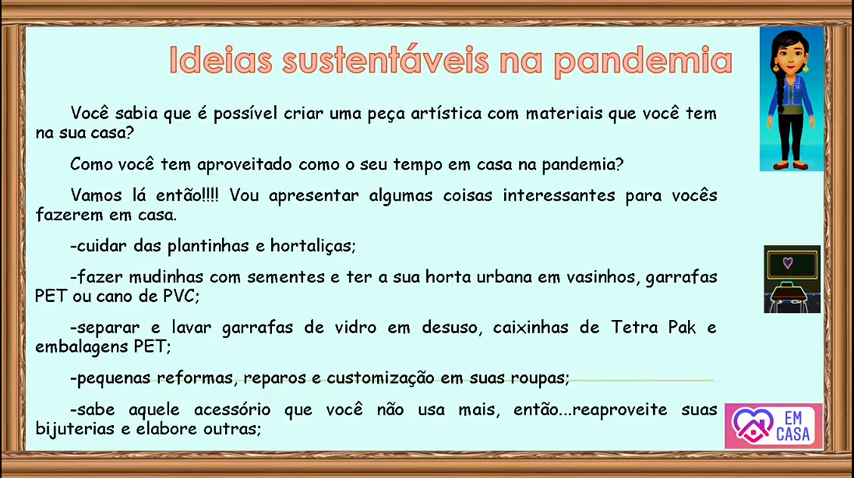 Ideias sustentáveis na pandemia
Você sabia que é possível criar uma peça artística com materiais que você tem
na sua casa?
Como você tem aproveitado como o seu tempo em casa na pandemia?
Vamos lá então!!!! Vou apresentar algumas coisas interessantes para vocês
fazerem em casa.
-cuidar das plantinhas e hortaliças;
-fazer mudinhas com sementes e ter a sua horta urbana em vasinhos, garrafas
PET ou cano de PVC;
-separar e lavar garrafas de vidro em desuso, caixinhas de Tetra Pak e
embalagens PET;
-pequenas reformas, reparos e customização em suas roupas;
-sabe aquele acessório que você não usa mais, então...reaproveite suas
bijuterias e elabore outras;
EM
CASA